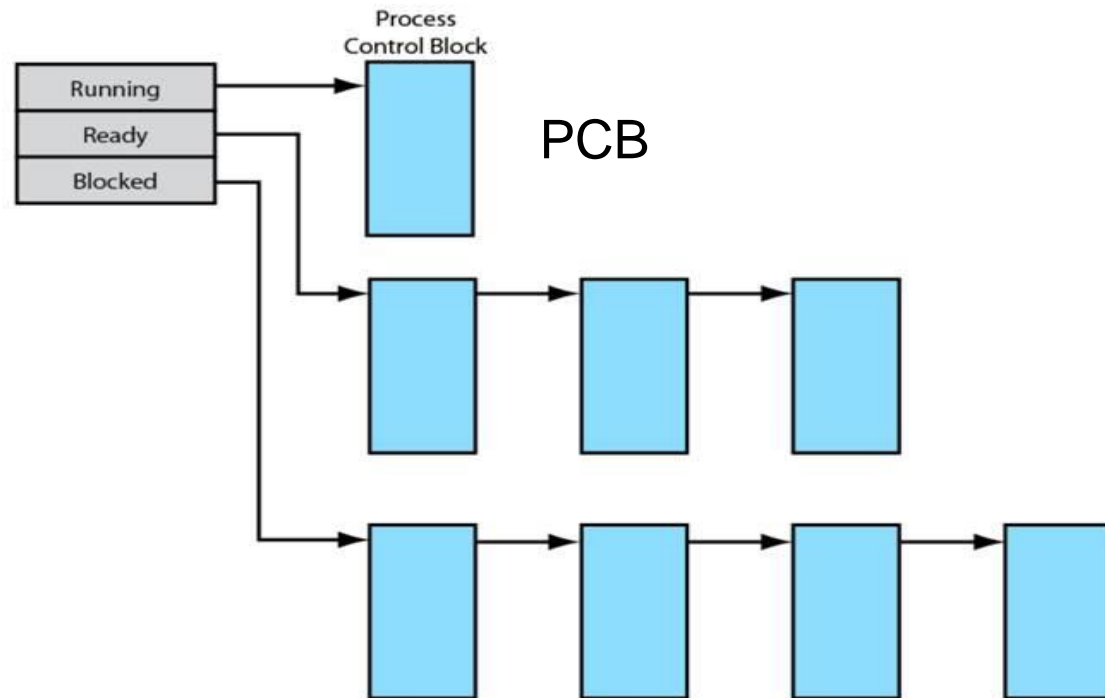 Process
Control Block
Running
Ready
Blocked
PCB